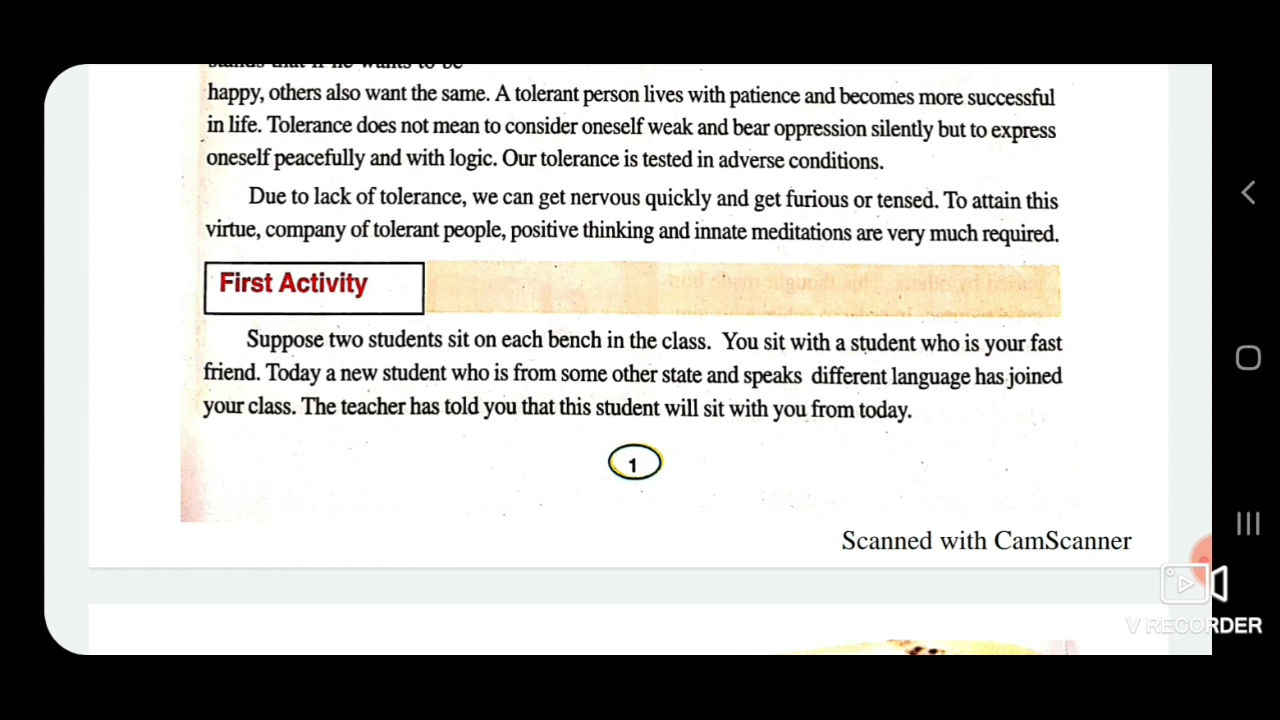 stands that if he wants to be
happy, others also want the same. A tolerant person lives with patience and becomes more successful
in life. Tolerance does not mean to consider oneself weak and bear oppression silently but to express
oneself peacefully and with logic. Our tolerance is tested in adverse conditions.
Due to lack of tolerance, we can get nervous quickly and get furious or tensed. To attain this
virtue, company of tolerant people, positive thinking and innate meditations are very much required.
First Activity
Suppose two students sit on each bench in the class. You sit with a student who is your fast
friend. Today a new student who is from some other state and speaks different language has joined
your class. The teacher has told you that this student will sit with you from today.
1
Scanned with CamScanner
V RECORDER